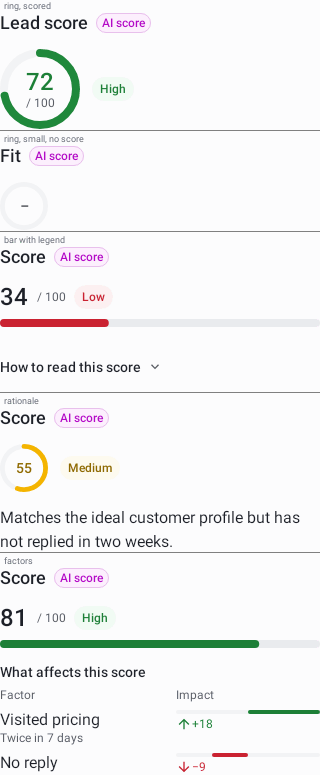 ring, scored
Lead score AI score
72
/ 100
High
ring, small, no score
Fit AI score
–
bar with legend
Score AI score
34 / 100 Low
How to read this score
rationale
Score AI score
55 Medium
Matches the ideal customer profile but has
not replied in two weeks.
factors
Score AI score
81 / 100 High
What affects this score
Factor Impact
Visited pricing
+18
Twice in 7 days
No reply
−9